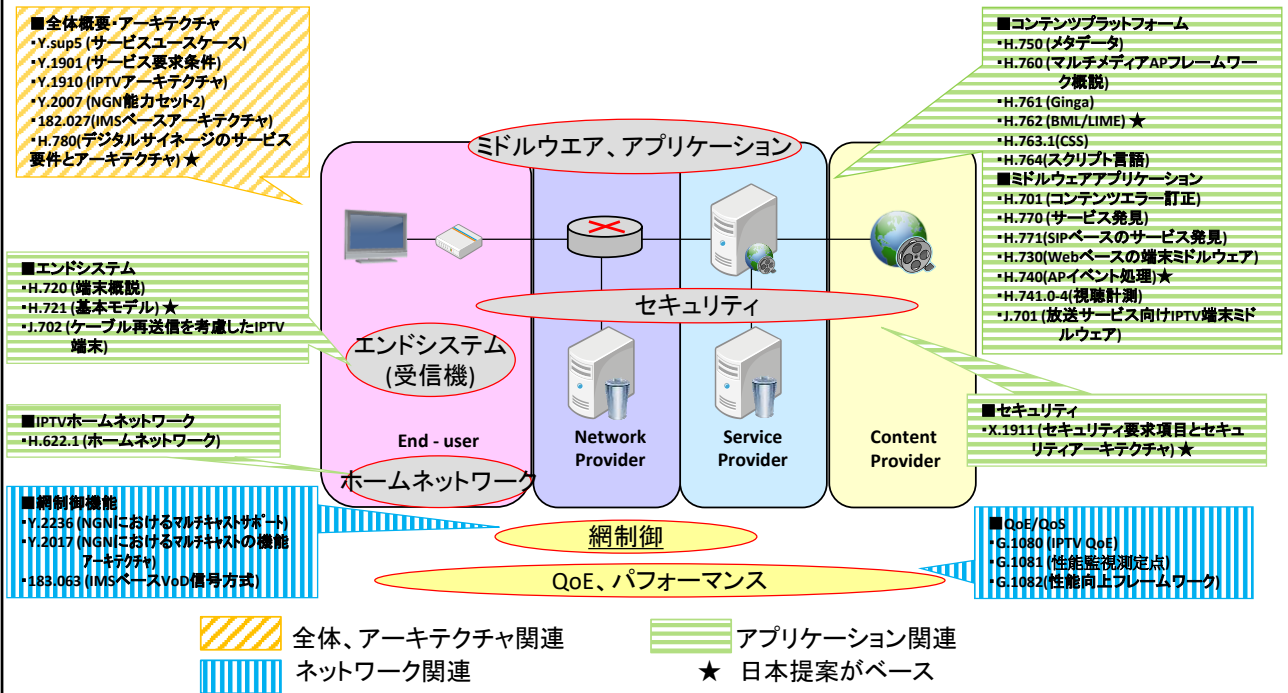 ■全体概要・アーキテクチャ
・Y.sup5 (サービスユースケース)
・Y.1901 (サービス要求条件)
・Y.1910 (IPTVアーキテクチャ)
・Y.2007 (NGN能力セット2)
・182.027(IMSベースアーキテクチャ)
・H.780(デジタルサイネージのサービス
要件とアーキテクチャ) ★
■エンドシステム
・H.720 (端末概説)
・H.721 (基本モデル) ★
・J.702 (ケーブル再送信を考慮したIPTV
端末)
■IPTVホームネットワーク
・H.622.1 (ホームネットワーク)
■網制御機能
・Y.2236 (NGNにおけるマルチキャストサポート)
・Y.2017 (NGNにおけるマルチキャストの機能
アーキテクチャ)
・183.063 (IMSベースVoD信号方式)
ミドルウエア、アプリケーション
セキュリティ
エンドシステム
(受信機)
End - user
Network
Provider
Service
Provider
Content
Provider
ホームネットワーク
網制御
QoE、パフォーマンス
■コンテンツプラットフォーム
・H.750 (メタデータ)
・H.760 (マルチメディアAPフレームワー
ク概説)
・H.761 (Ginga)
・H.762 (BML/LIME) ★
・H.763.1(CSS)
・H.764(スクリプト言語)
■ミドルウェアアプリケーション
・H.701 (コンテンツエラー訂正)
・H.770 (サービス発見)
・H.771(SIPベースのサービス発見)
・H.730(Webベースの端末ミドルウェア)
・H.740(APイベント処理)★
・H.741.0-4(視聴計測)
・J.701 (放送サービス向けIPTV端末ミド
ルウェア)
■セキュリティ
・X.1911 (セキュリティ要求項目とセキュ
リティアーキテクチャ) ★
■QoE/QoS
・G.1080 (IPTV QoE)
・G.1081 (性能監視測定点)
・G.1082(性能向上フレームワーク)
全体、アーキテクチャ関連
アプリケーション関連
ネットワーク関連
★ 日本提案がベース